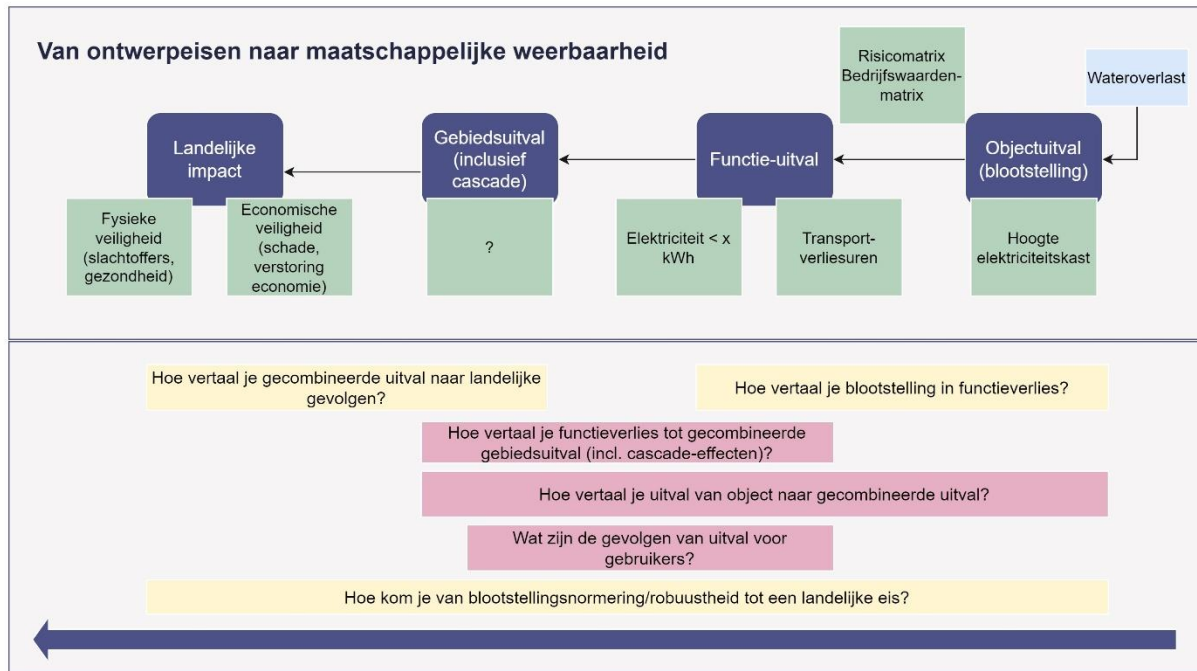 Van ontwerpeisen naar maatschappelijke weerbaarheid
Risicomatrix
Bedrijfswaarden-
matrix
Wateroverlast
Landelijke
impact
Gebiedsuitval
(inclusief
cascade)
Functie-uitval
Objectuitval
(blootstelling)
Fysieke
veiligheid
(slachtoffers,
gezondheid)
Economische
veiligheid
(schade,
verstoring
economie)
?
Elektriciteit < x
kWh
Transport-
verliesuren
Hoogte
elektriciteitskast
Hoe vertaal je gecombineerde uitval naar landelijke
gevolgen?
Hoe vertaal je blootstelling in functieverlies?
Hoe vertaal je functieverlies tot gecombineerde
gebiedsuitval (incl. cascade-effecten)?
Hoe vertaal je uitval van object naar gecombineerde uitval?
Wat zijn de gevolgen van uitval voor
gebruikers?
Hoe kom je van blootstellingsnormering/robuustheid tot een landelijke eis?